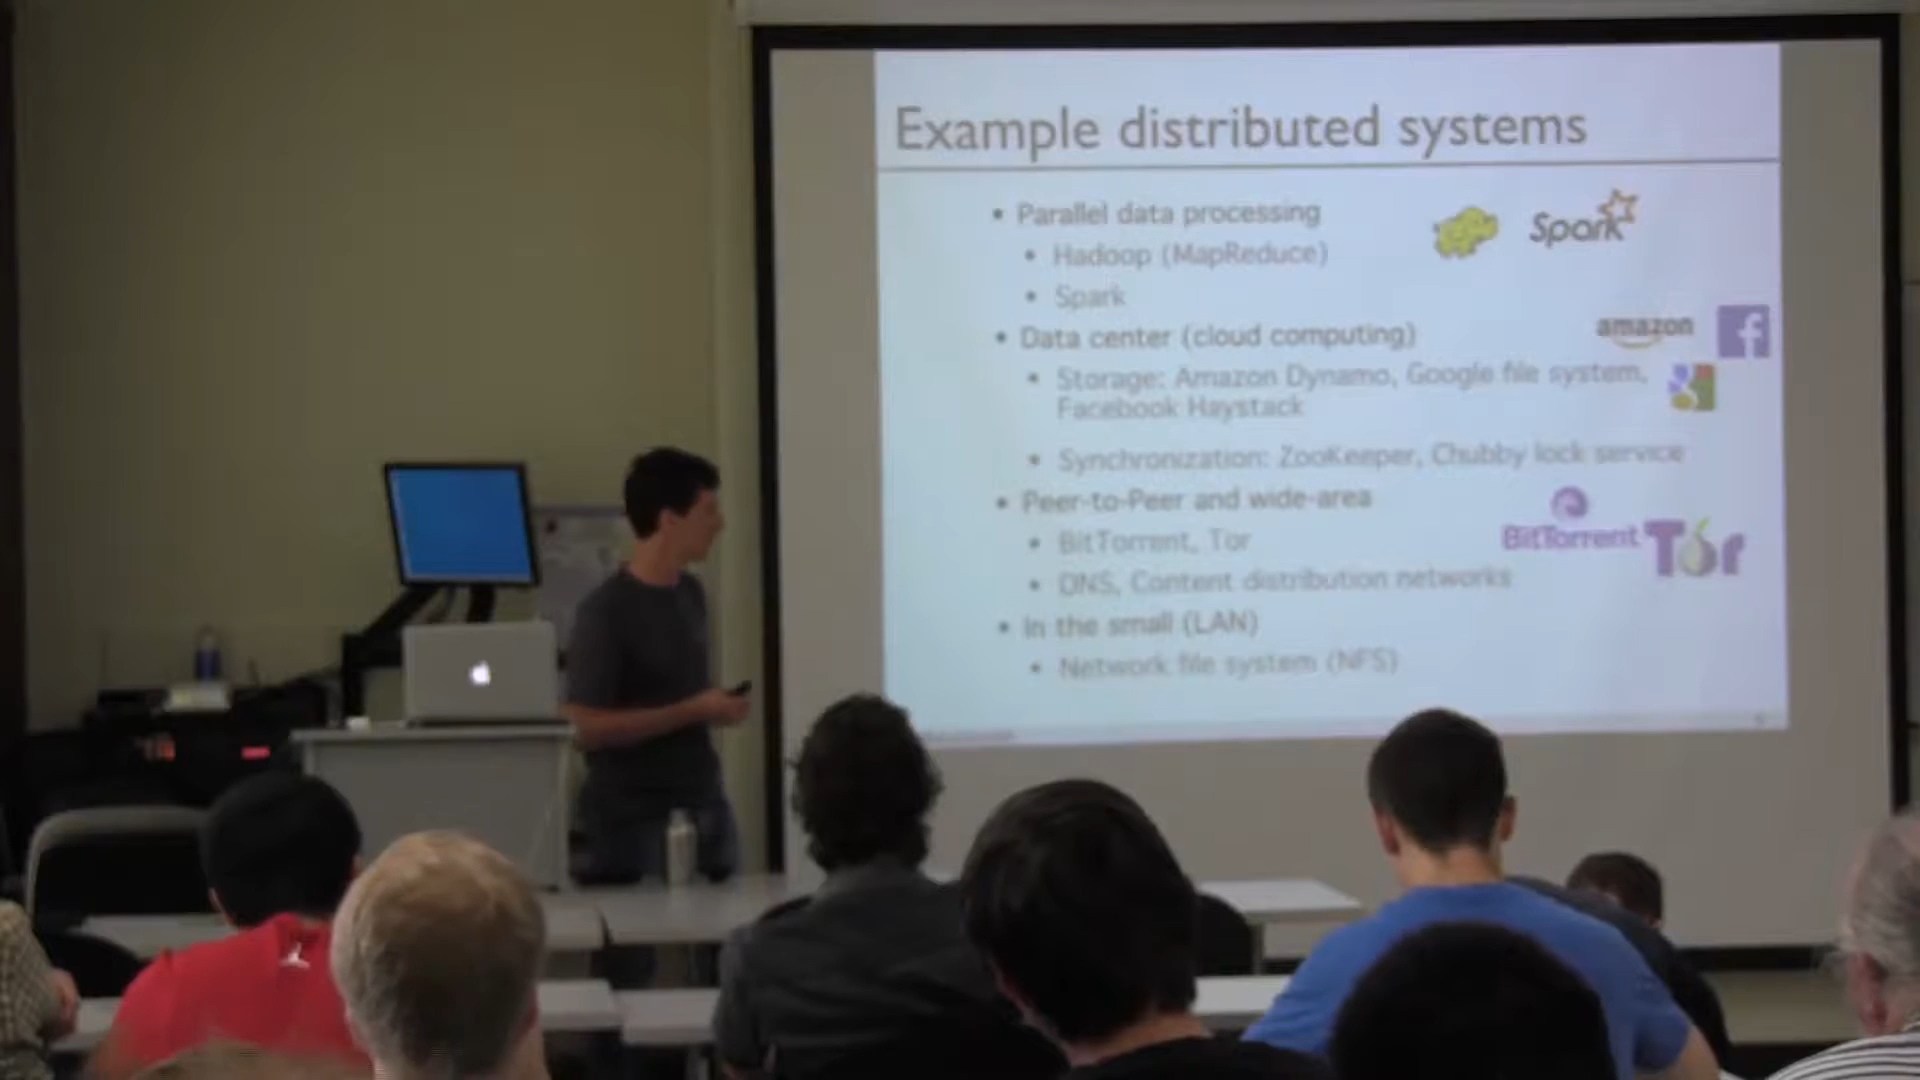 Example distributed systems
• Parallel data processing
• Hadoop (MapReduce)
• Spark
Spark
• Data center (cloud computing)
amazon
f
• Storage: Amazon Dynamo, Google file system,
g
Facebook Haystack
• Synchronization: ZooKeeper, Chubby lock service
• Peer-to-Peer and wide-area
• BitTorrent, Tor
BitTorrent
Tor
• DNS, Content distribution networks
• In the small (LAN)
• Network file system (NFS)